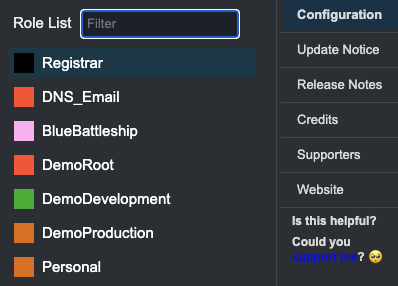 Role List Filter
Registrar
DNS_Email
BlueBattleship
DemoRoot
DemoDevelopment
DemoProduction
Personal
Configuration
Update Notice
Release Notes
Credits
Supporters
Website
Is this helpful?
Could you
support me? 🥺